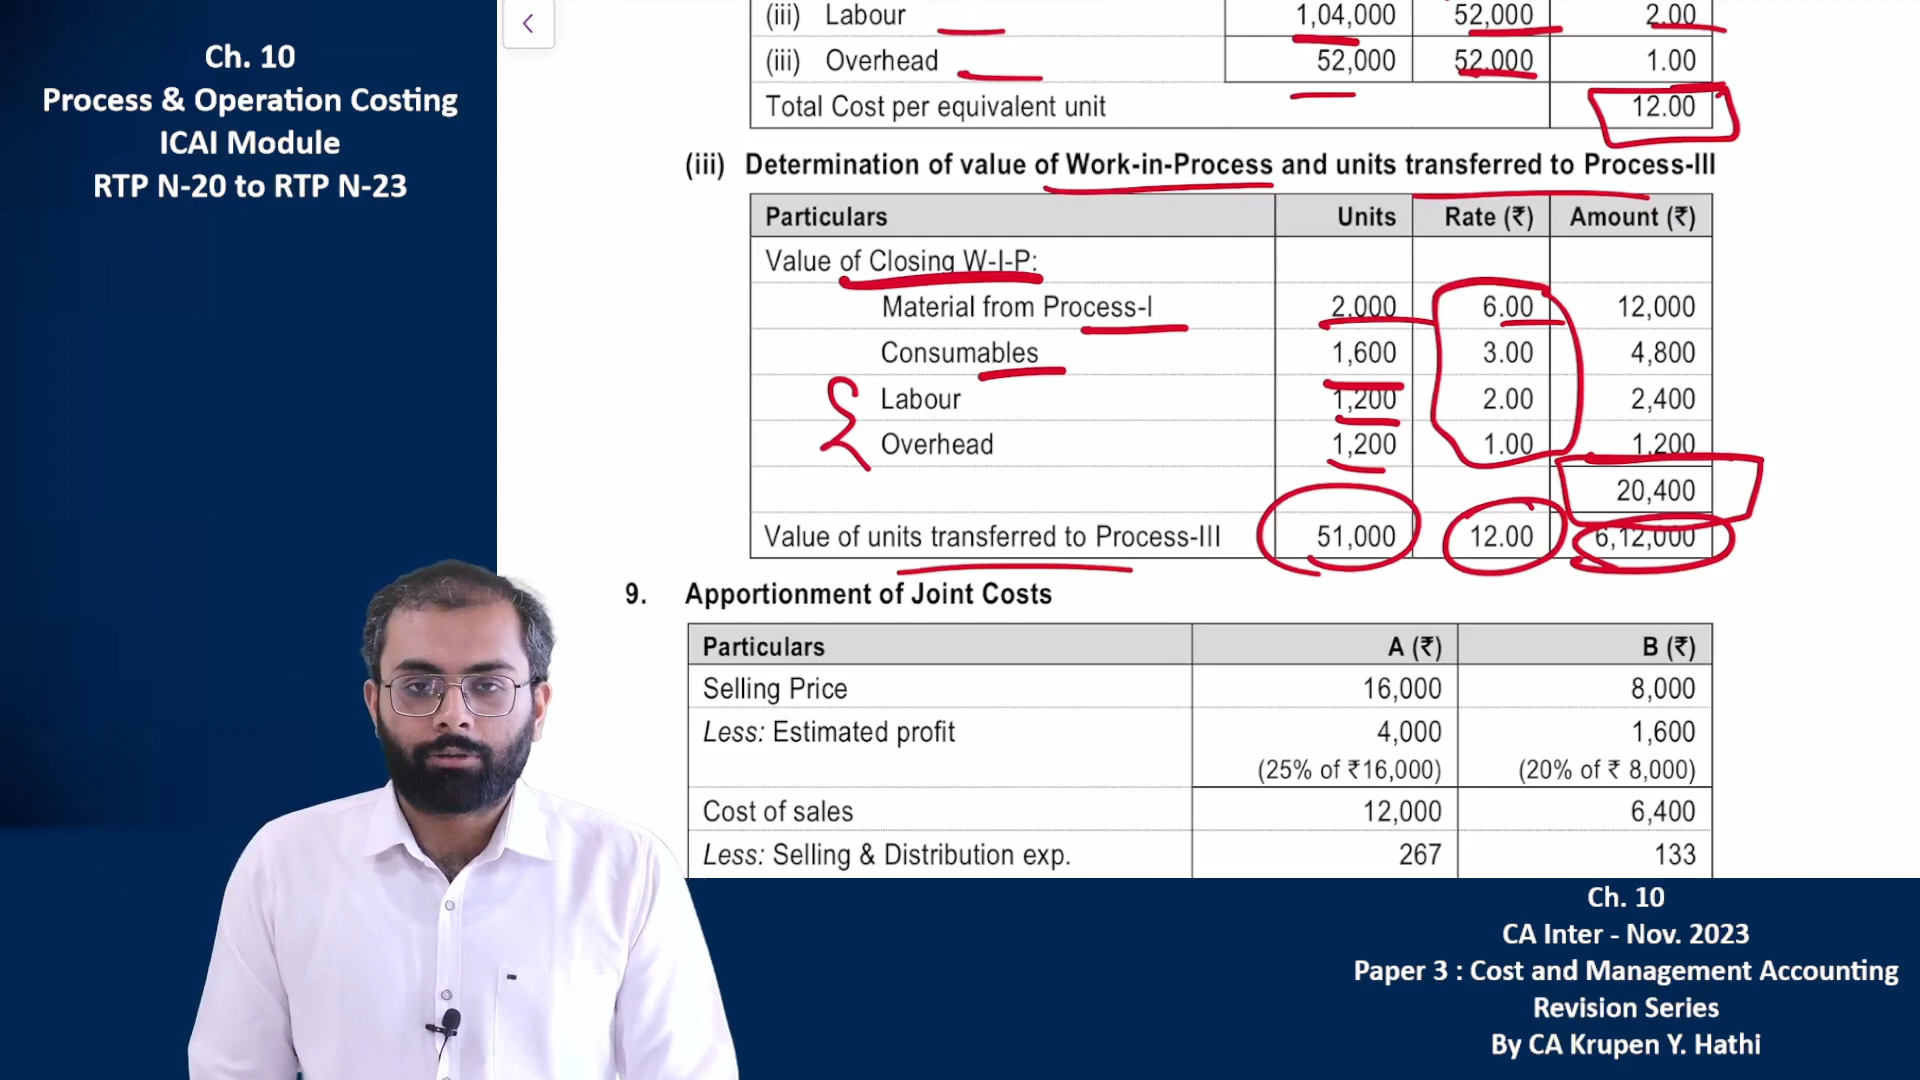 Ch. 10
Process & Operation Costing
ICAI Module
RTP N-20 to RTP N-23
(iii) Labour 1,04,000 52,000 2.00
(iii) Overhead 52,000 52,000 1.00
Total Cost per equivalent unit 12.00
(iii) Determination of value of Work-in-Process and units transferred to Process-III
Particulars Units Rate (₹) Amount (₹)
Value of Closing W-I-P:
Material from Process-I 2,000 6.00 12,000
Consumables 1,600 3.00 4,800
Labour 1,200 2.00 2,400
Overhead 1,200 1.00 1,200
20,400
Value of units transferred to Process-III 51,000 12.00 6,12,000
9. Apportionment of Joint Costs
Particulars A (₹) B (₹)
Selling Price 16,000 8,000
Less: Estimated profit 4,000 1,600
(25% of ₹16,000) (20% of ₹ 8,000)
Cost of sales 12,000 6,400
Less: Selling & Distribution exp. 267 133
Ch. 10
CA Inter - Nov. 2023
Paper 3 : Cost and Management Accounting
Revision Series
By CA Krupen Y. Hathi